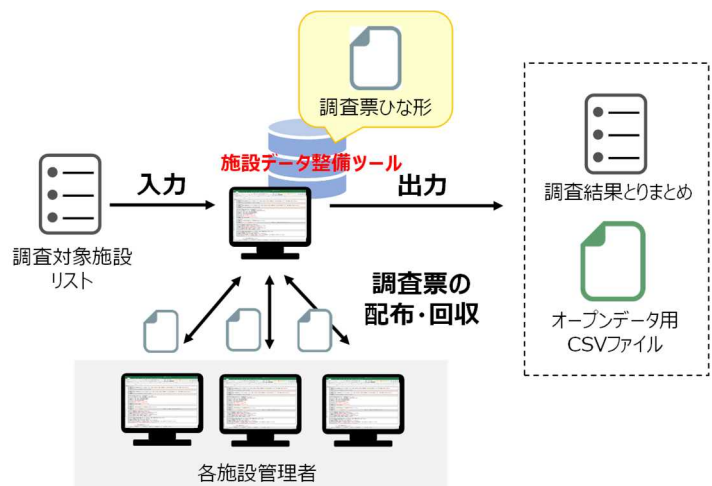 調査票ひな形
施設データ整備ツール
入力
出力
調査対象施設
リスト
調査結果とりまとめ
調査票の
配布・回収
オープンデータ用
CSVファイル
各施設管理者